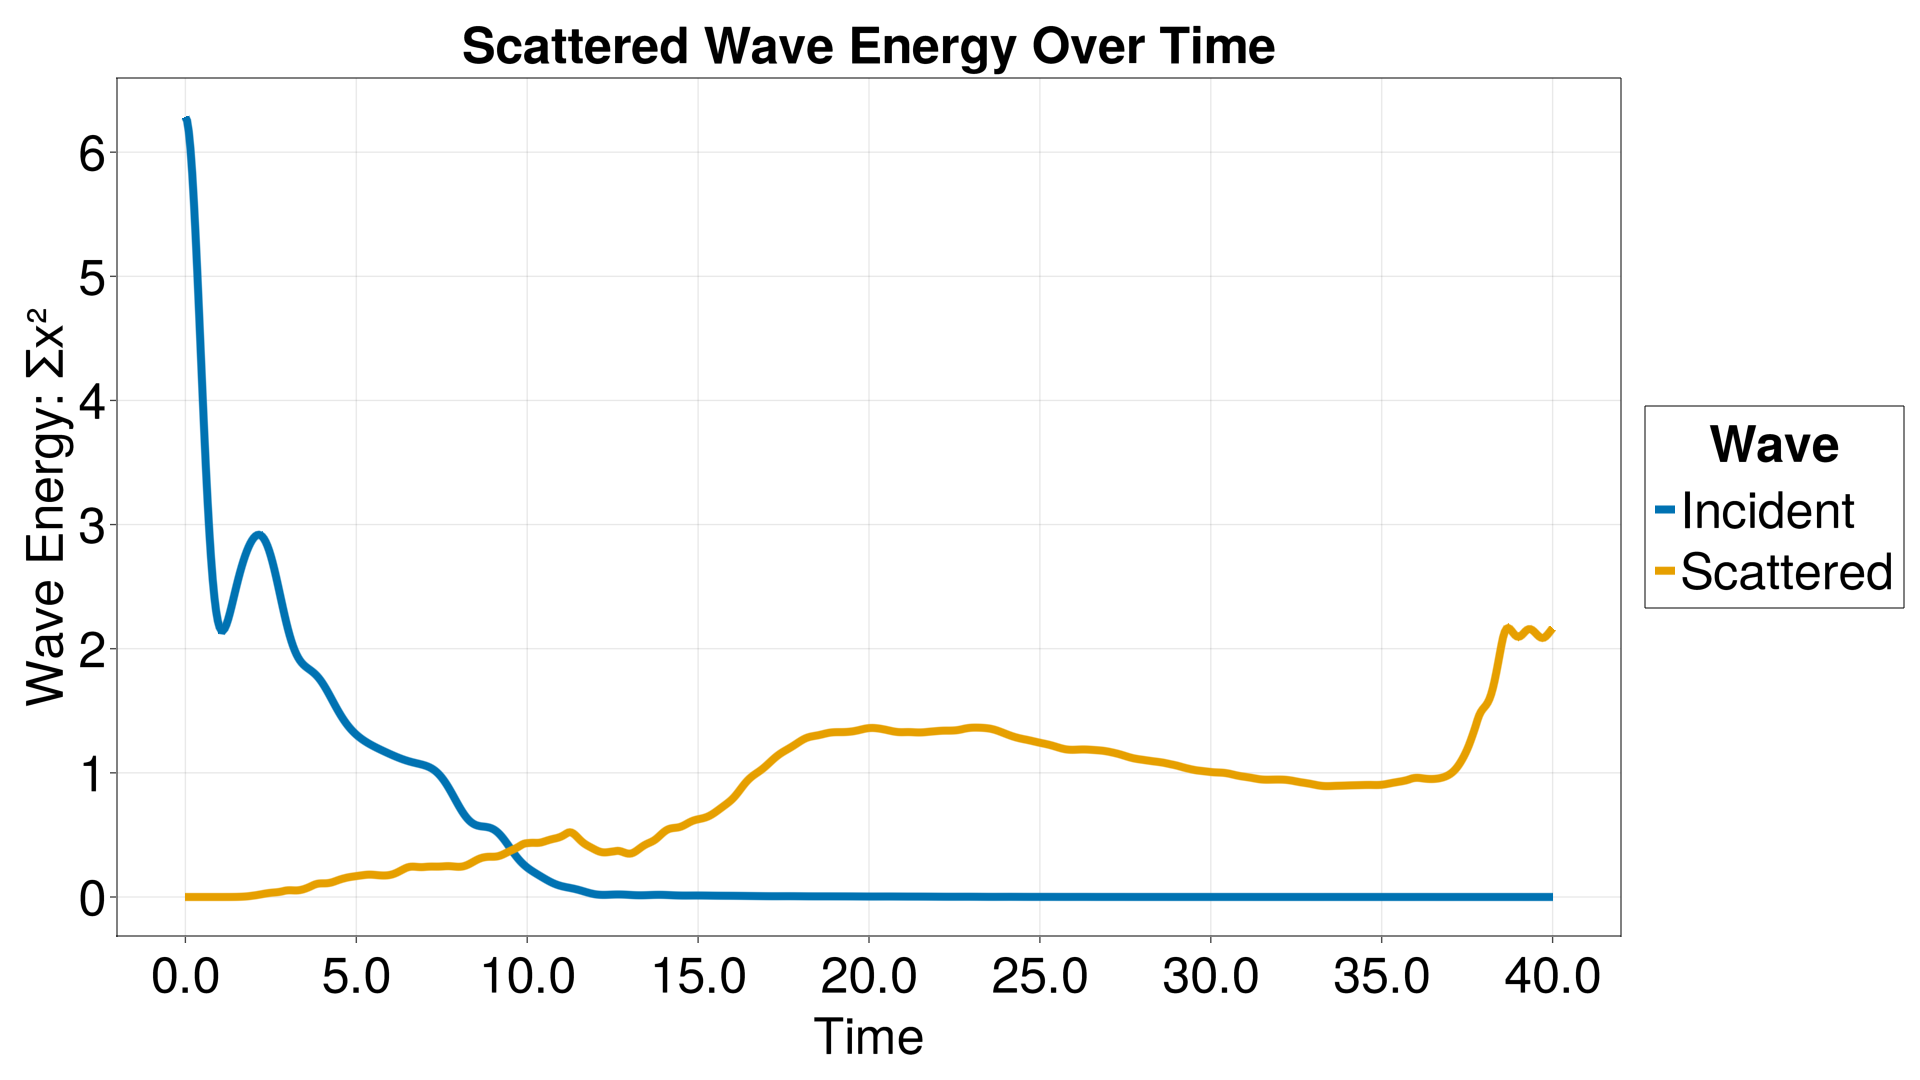 Scattered Wave Energy Over Time
Wave Energy: Σx²
6
5
4
3
2
1
0
0.0 5.0 10.0 15.0 20.0 25.0 30.0 35.0 40.0
Time
Wave
Incident
Scattered